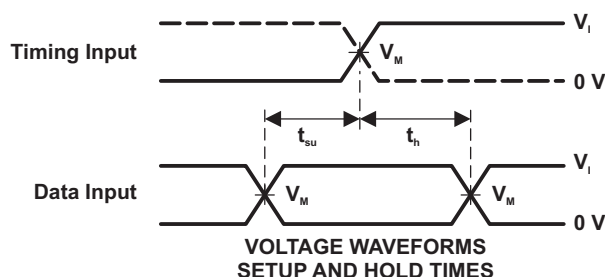 V_I
Timing Input
V_M
0 V
t_su
t_h
V_I
Data Input
V_M
V_M
0 V
VOLTAGE WAVEFORMS
SETUP AND HOLD TIMES